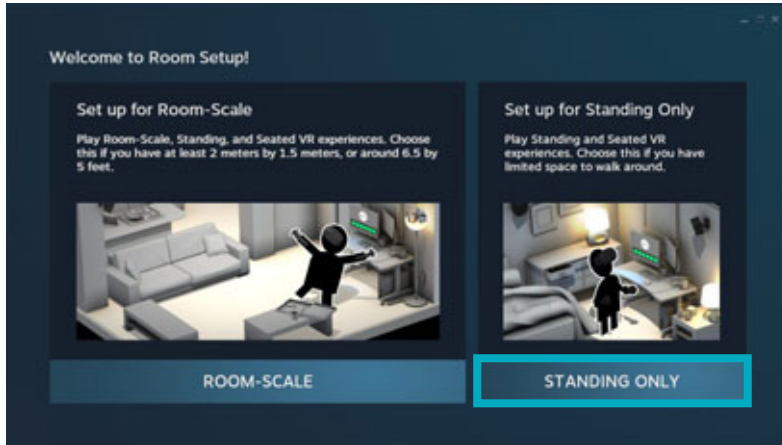 Welcome to Room Setup!
Set up for Room-Scale
Play Room-Scale, Standing, and Seated VR experiences. Choose
this if you have at least 2 meters by 1.5 meters, or around 6.5 by
5 feet.
ROOM-SCALE
Set up for Standing Only
Play Standing and Seated VR
experiences. Choose this if you have
limited space to walk around.
STANDING ONLY